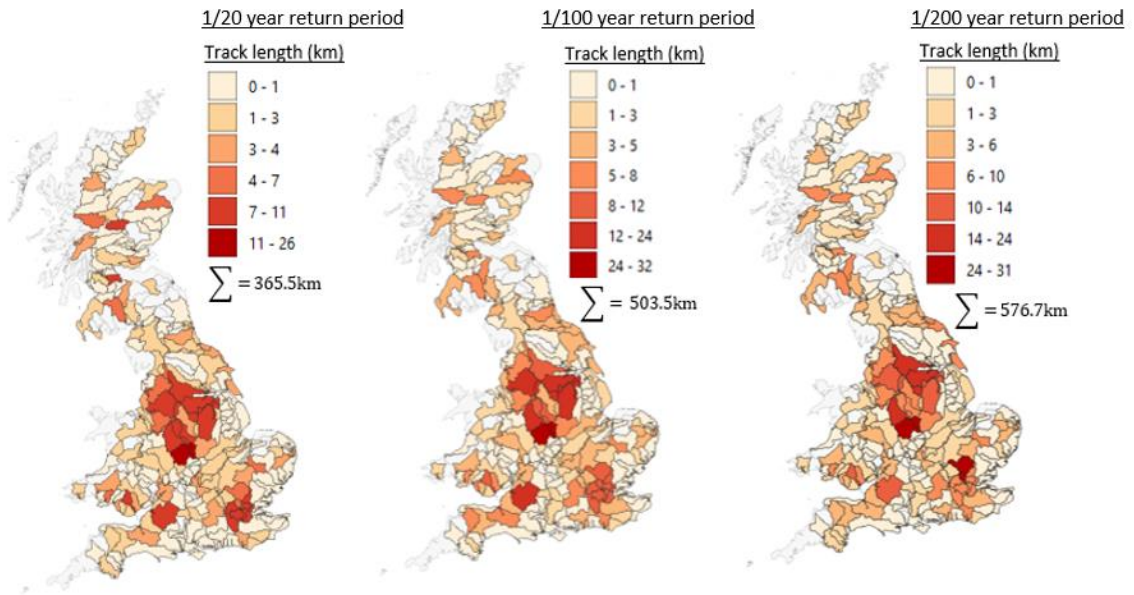 1/20 year return period
Track length (km)
0 - 1
1 - 3
3 - 4
4 - 7
7 - 11
11 - 26
∑ = 365.5km
1/100 year return period
Track length (km)
0 - 1
1 - 3
3 - 5
5 - 8
8 - 12
12 - 24
24 - 32
∑ = 503.5km
1/200 year return period
Track length (km)
0 - 1
1 - 3
3 - 6
6 - 10
10 - 14
14 - 24
24 - 31
∑ =576.7km